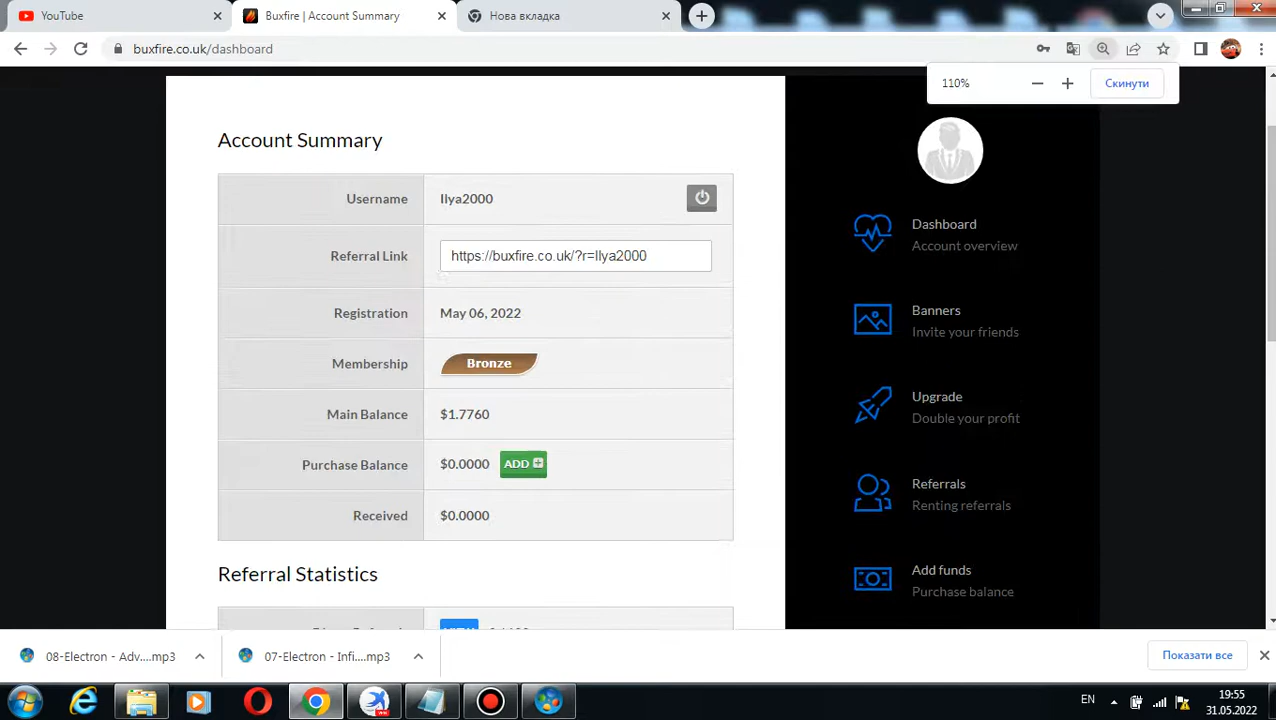 YouTube
Buxfire | Account Summary
Нова вкладка
buxfire.co.uk/dashboard
110%
Скинути
Account Summary
Username
Ilya2000
Referral Link
https://buxfire.co.uk/?r=Ilya2000
Registration
May 06, 2022
Membership
Bronze
Main Balance
$1.7760
Purchase Balance
$0.0000
ADD
Received
$0.0000
Referral Statistics
Dashboard
Account overview
Banners
Invite your friends
Upgrade
Double your profit
Referrals
Renting referrals
Add funds
Purchase balance
08-Electron - Adv....mp3
07-Electron - Infi....mp3
Показати все
EN
19:55
31.05.2022